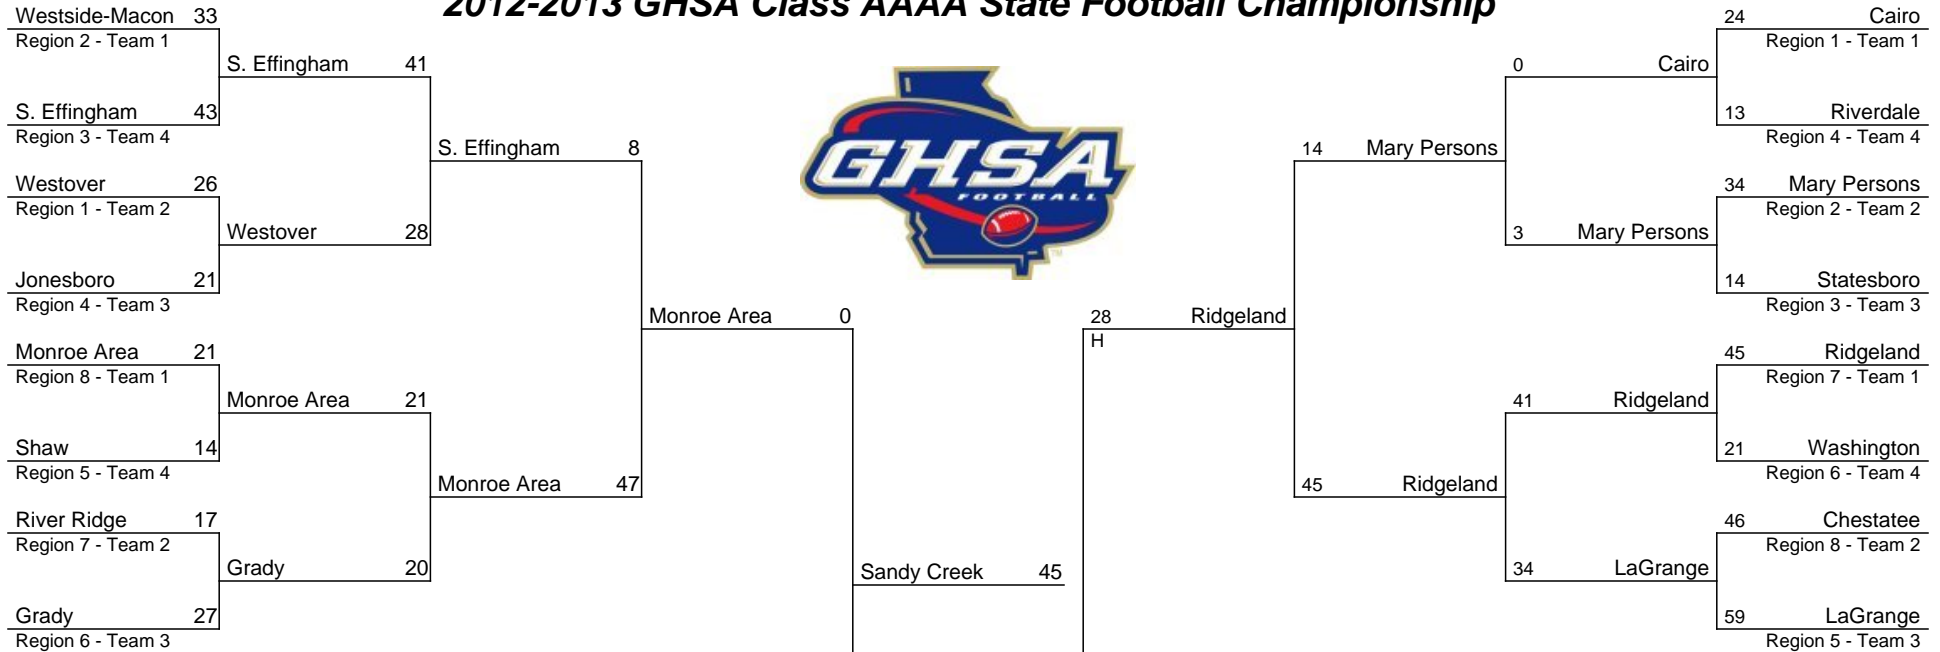 2012-2013 GHSA Class AAAA State Football Championship
Westside-Macon 33
Region 2 - Team 1
S. Effingham 41
S. Effingham 43
Region 3 - Team 4
S. Effingham 8
Westover 26
Region 1 - Team 2
Westover 28
Jonesboro 21
Region 4 - Team 3
Monroe Area 0
Monroe Area 21
Region 8 - Team 1
Monroe Area 21
Shaw 14
Region 5 - Team 4
Monroe Area 47
River Ridge 17
Region 7 - Team 2
Grady 20
Grady 27
Region 6 - Team 3
Sandy Creek 45
GHSA
FOOTBALL
TM
24 Cairo
Region 1 - Team 1
0 Cairo
13 Riverdale
Region 4 - Team 4
14 Mary Persons
34 Mary Persons
Region 2 - Team 2
3 Mary Persons
14 Statesboro
Region 3 - Team 3
28 Ridgeland
H
45 Ridgeland
Region 7 - Team 1
41 Ridgeland
21 Washington
Region 6 - Team 4
45 Ridgeland
46 Chestatee
Region 8 - Team 2
34 LaGrange
59 LaGrange
Region 5 - Team 3